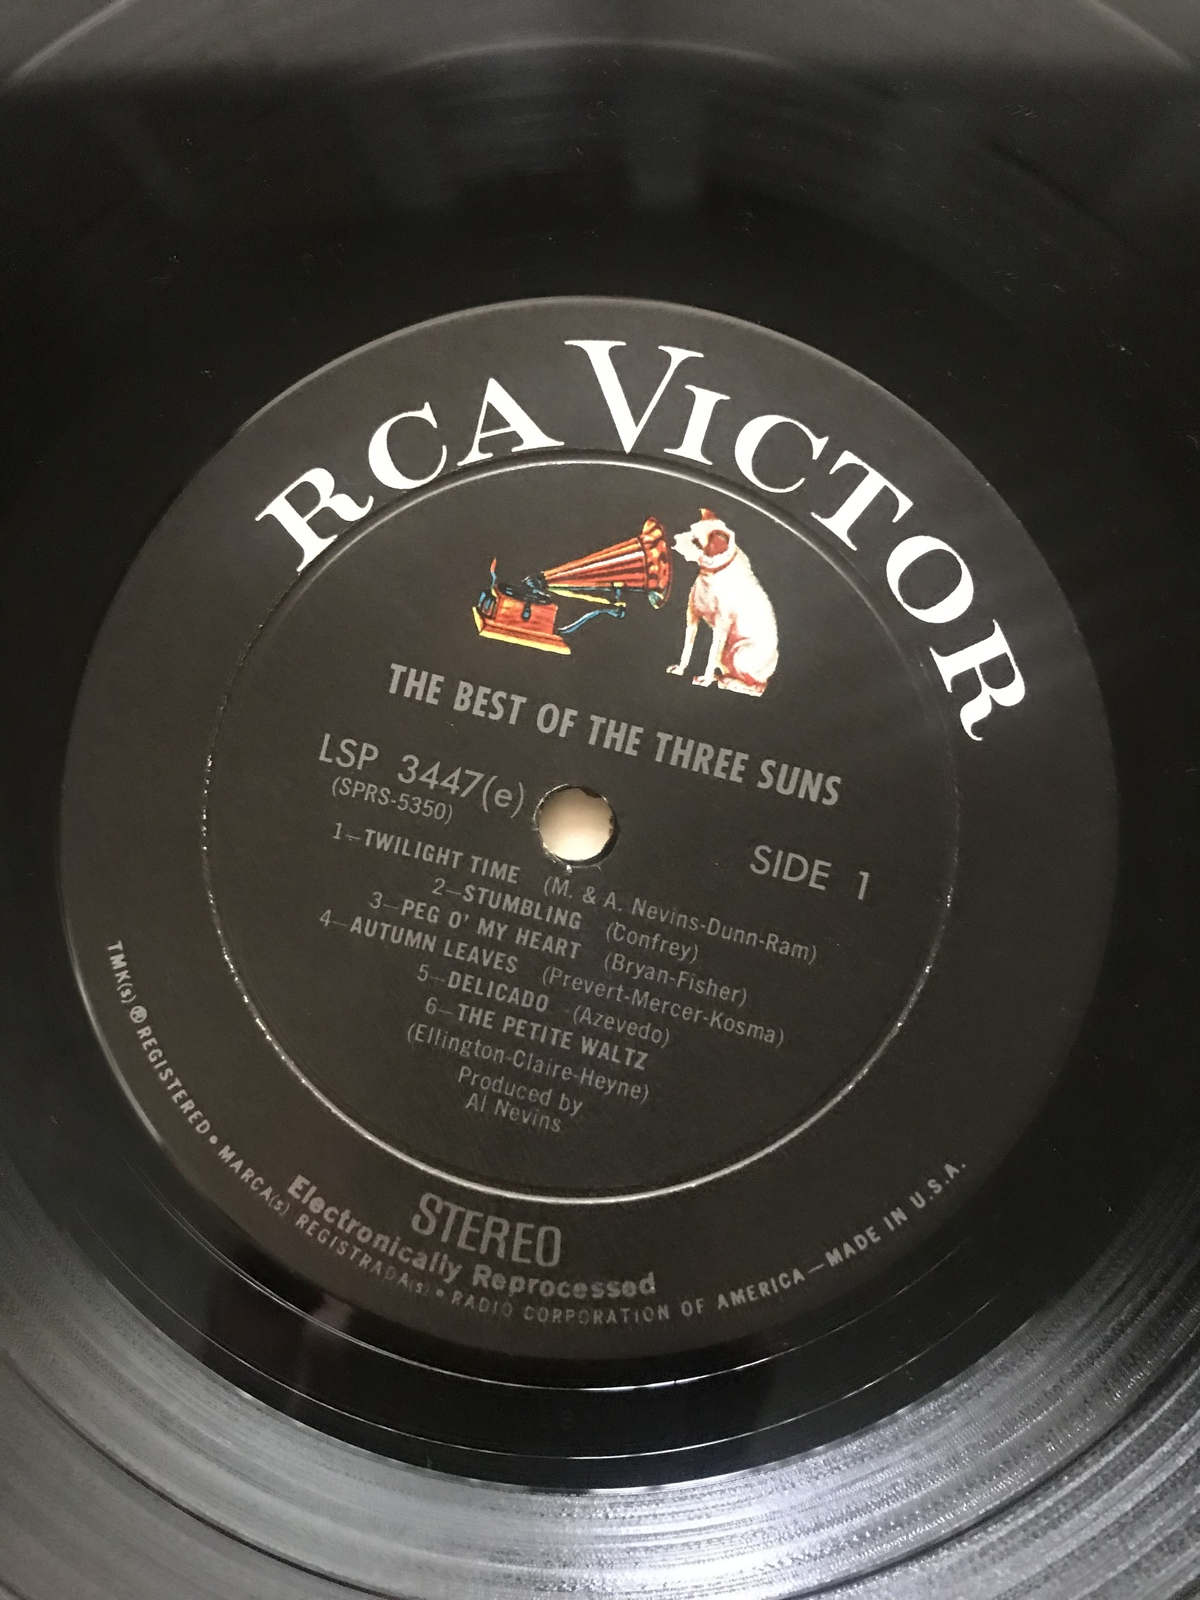 RCA VICTOR
THE BEST OF THE THREE SUNS
LSP 3447(e)
(SPRS-5350)
SIDE 1
1—TWILIGHT TIME (M. & A. Nevins-Dunn-Ram)
2—STUMBLING (Confrey)
3—PEG O' MY HEART (Bryan-Fisher)
4—AUTUMN LEAVES (Prevert-Mercer-Kosma)
5—DELICADO (Azevedo)
6—THE PETITE WALTZ
(Ellington-Claire-Heyne)
Produced by
Al Nevins
STEREO
Electronically Reprocessed
TMK(s) ® REGISTERED • MARCA(s) REGISTRADA(s) • RADIO CORPORATION OF AMERICA—MADE IN U.S.A.